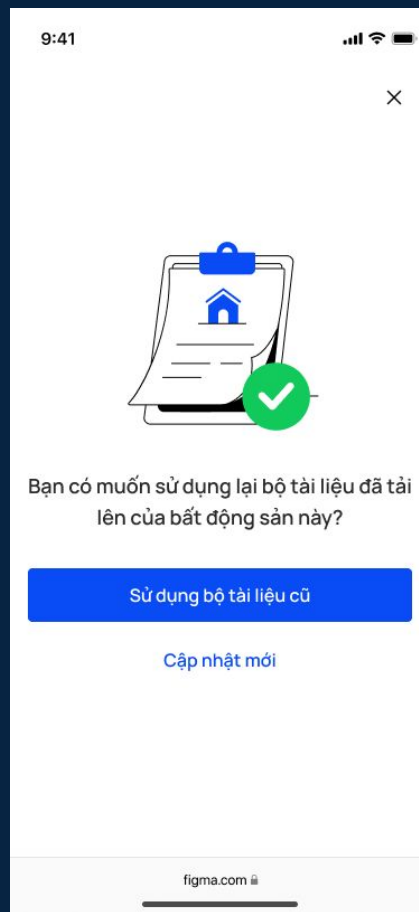 9:41
Bạn có muốn sử dụng lại bộ tài liệu đã tải
lên của bất động sản này?
Sử dụng bộ tài liệu cũ
Cập nhật mới
figma.com